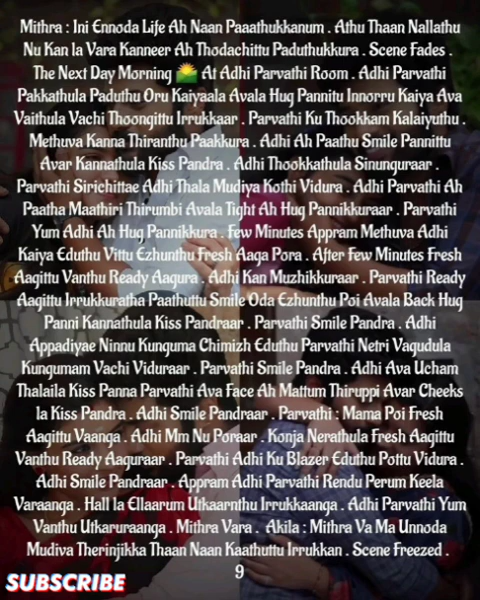 Mithra : Ini Ennoda Life Ah Naan Paaathukkanum . Athu Thaan Nallathu
Nu Kan la Vara Kanneer Ah Thodachittu Paduthukkura . Scene Fades .
The Next Day Morning 🌄 At Adhi Parvathi Room . Adhi Parvathi
Pakkathula Paduthu Oru Kaiyaala Avala Hug Pannitu Innorru Kaiya Ava
Vaithula Vachi Thoongittu Irrukkaar . Parvathi Ku Thookkam Kalaiyuthu .
Methuva Kanna Thiranthu Paakkura . Adhi Ah Paathu Smile Pannittu
Avar Kannathula Kiss Pandra . Adhi Thookkathula Sinunguraar .
Parvathi Sirichittae Adhi Thala Mudiya Kothi Vidura . Adhi Parvathi Ah
Paatha Maathiri Thirumbi Avala Tight Ah Hug Pannikkuraar . Parvathi
Yum Adhi Ah Hug Pannikkura . Few Minutes Appram Methuva Adhi
Kaiya Eduthu Vittu Ezhunthu Fresh Aaga Pora . After Few Minutes Fresh
Aagittu Vanthu Ready Aagura . Adhi Kan Muzhikkuraar . Parvathi Ready
Aagittu Irrukkuratha Paathuttu Smile Oda Ezhunthu Poi Avala Back Hug
Panni Kannathula Kiss Pandraar . Parvathi Smile Pandra . Adhi
Appadiyae Ninnu Kunguma Chimizh Eduthu Parvathi Netri Vagudula
Kungumam Vachi Viduraar . Parvathi Smile Pandra . Adhi Ava Ucham
Thalaila Kiss Panna Parvathi Ava Face Ah Mattum Thiruppi Avar Cheeks
la Kiss Pandra . Adhi Smile Pandraar . Parvathi : Mama Poi Fresh
Aagittu Vaanga . Adhi Mm Nu Poraar . Konja Nerathula Fresh Aagittu
Vanthu Ready Aaguraar . Parvathi Adhi Ku Blazer Eduthu Pottu Vidura .
Adhi Smile Pandraar . Appram Adhi Parvathi Rendu Perum Keela
Varaanga . Hall la Ellaarum Utkaarnthu Irrukkaanga . Adhi Parvathi Yum
Vanthu Utkaruraanga . Mithra Vara . Akila : Mithra Va Ma Unnoda
Mudiva Therinjikka Thaan Naan Kaathuttu Irrukkan . Scene Freezed .
9
SUBSCRIBE